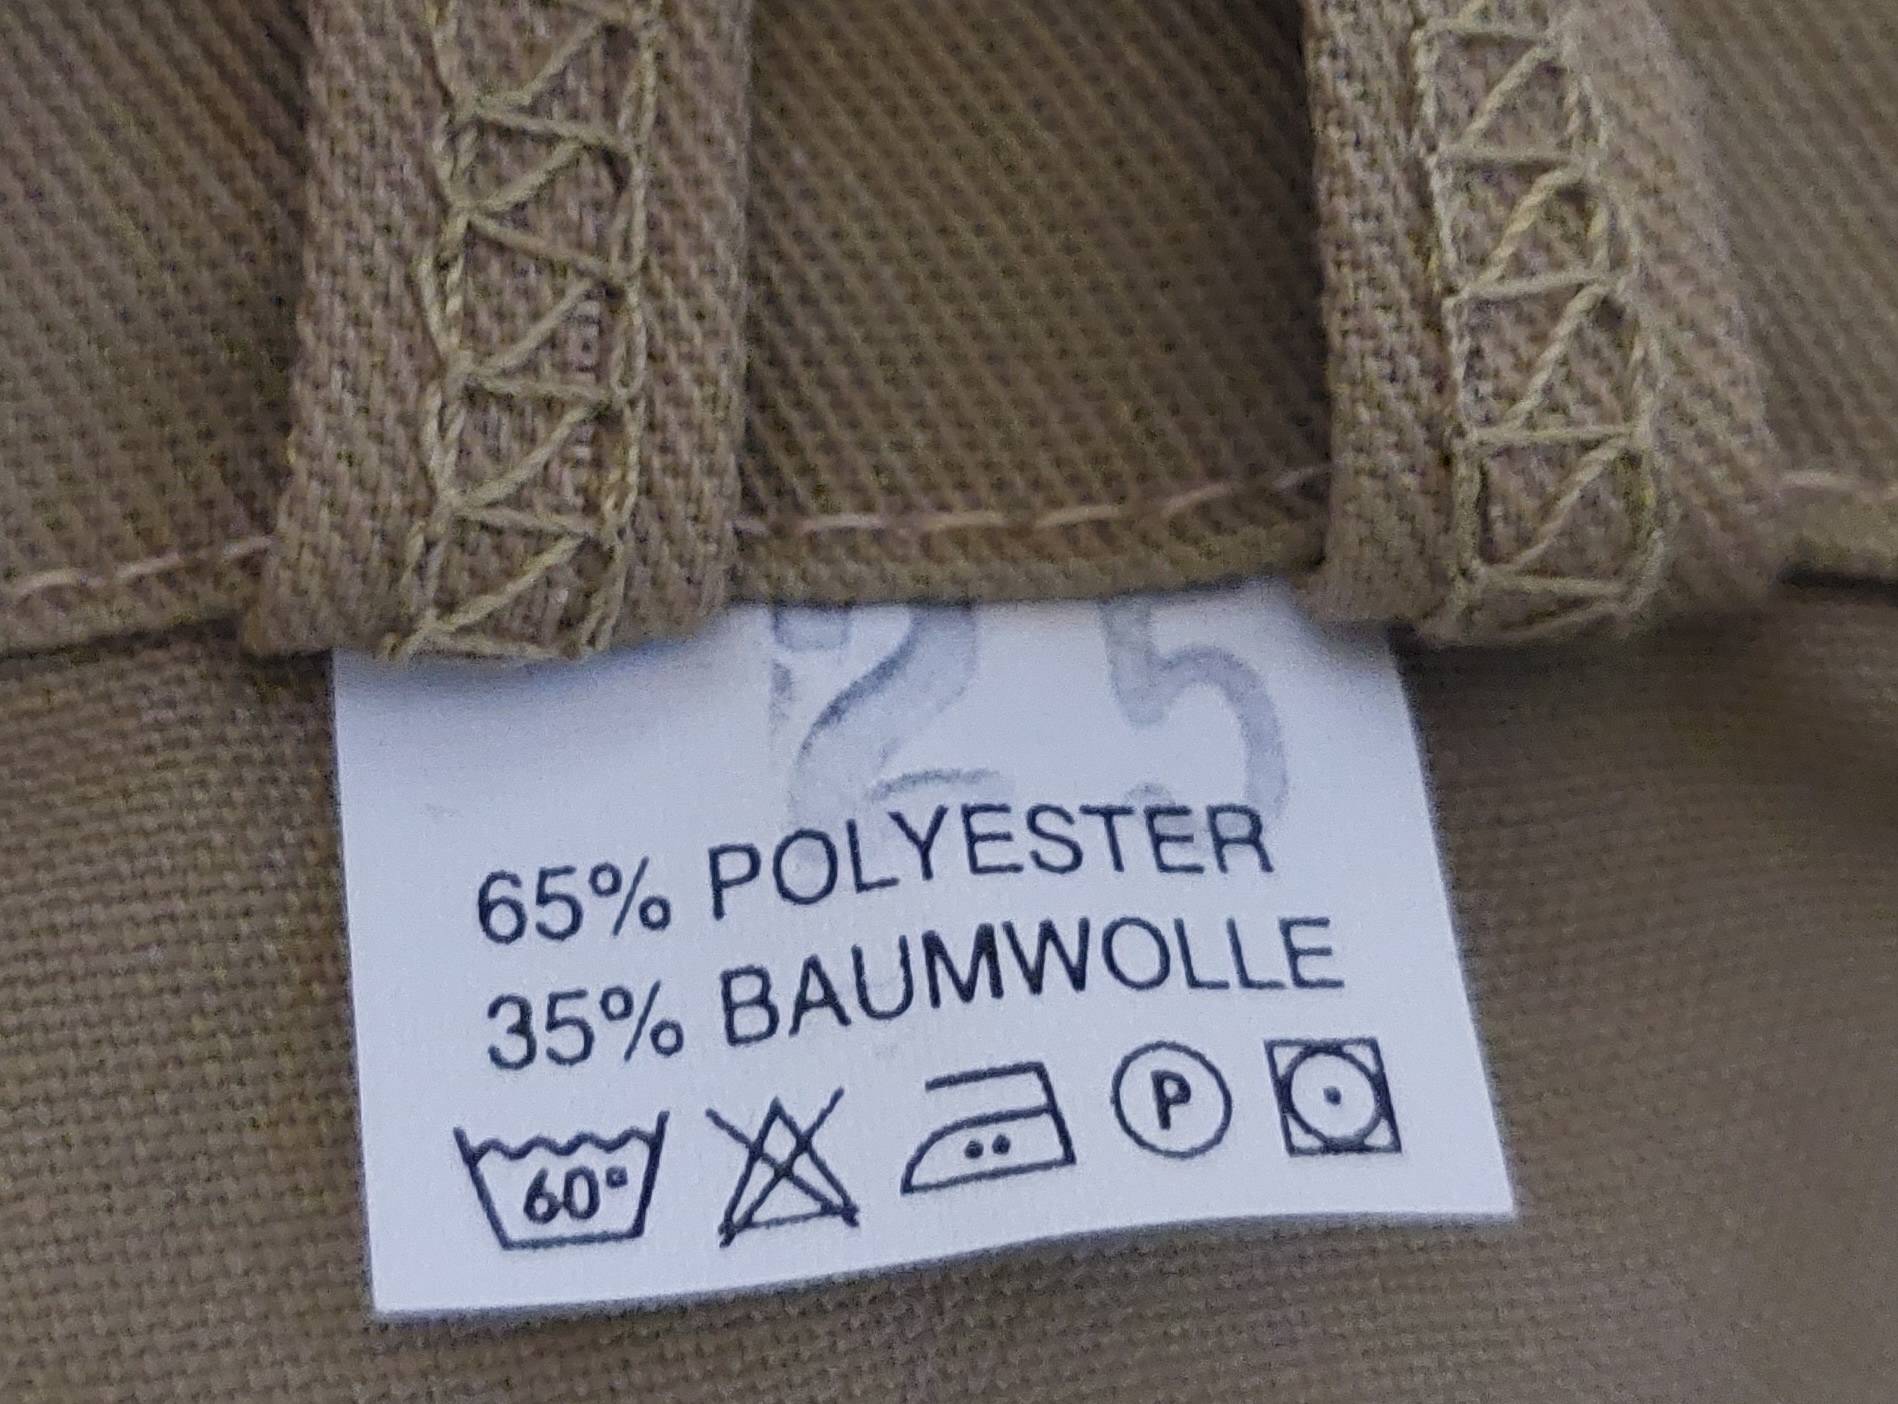 25
65% POLYESTER
35% BAUMWOLLE
60° P